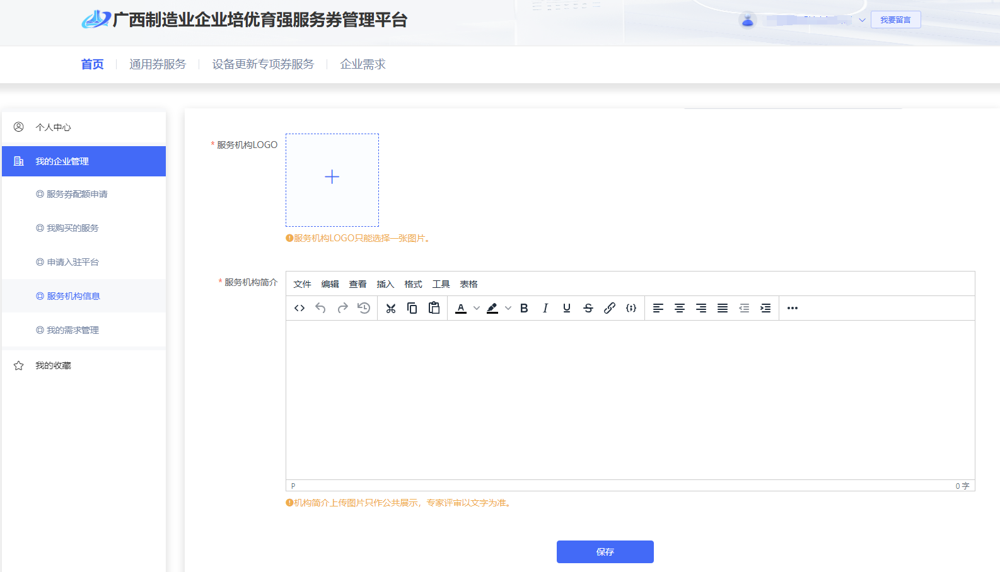 广西制造业企业培优育强服务券管理平台
我要留言
首页 通用券服务 设备更新专项券服务 企业需求
个人中心
我的企业管理
服务券配额申请
我购买的服务
申请入驻平台
服务机构信息
我的需求管理
我的收藏
* 服务机构LOGO
服务机构LOGO只能选择一张图片。
* 服务机构简介
文件 编辑 查看 插入 格式 工具 表格
P
0 字
机构简介上传图片只作公共展示，专家评审以文字为准。
保存